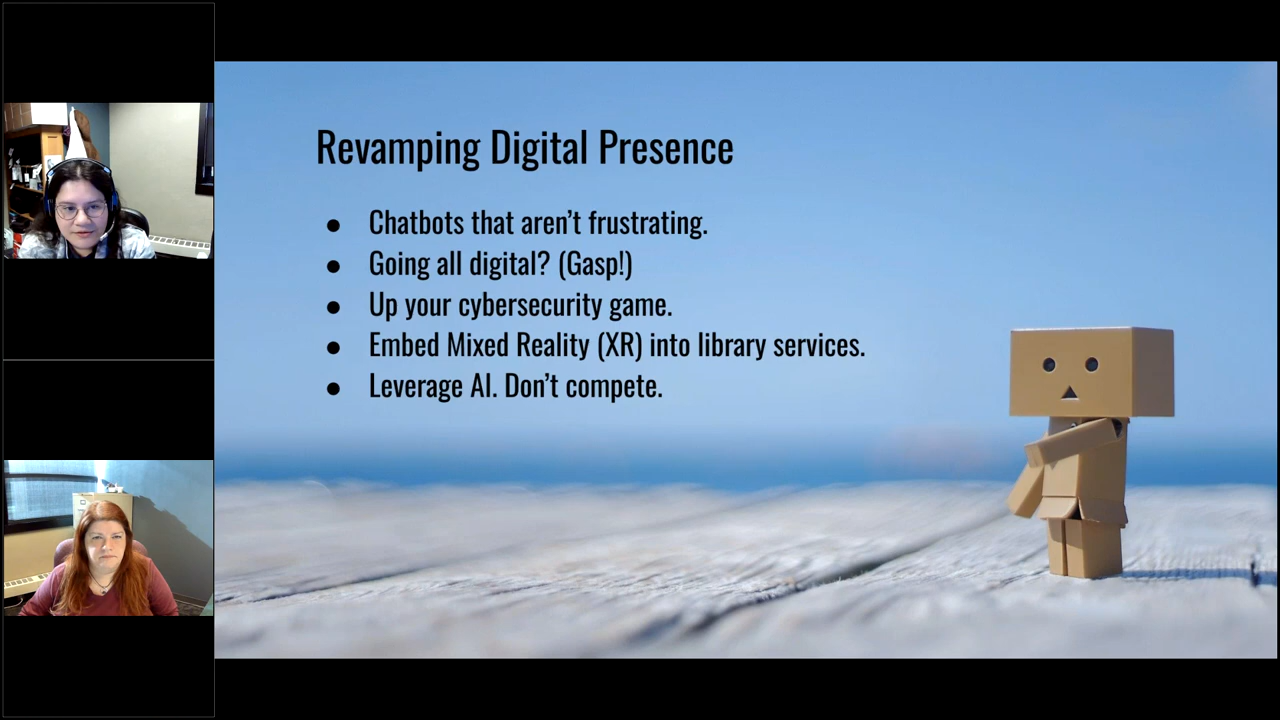 Revamping Digital Presence
● Chatbots that aren’t frustrating.
● Going all digital? (Gasp!)
● Up your cybersecurity game.
● Embed Mixed Reality (XR) into library services.
● Leverage AI. Don’t compete.